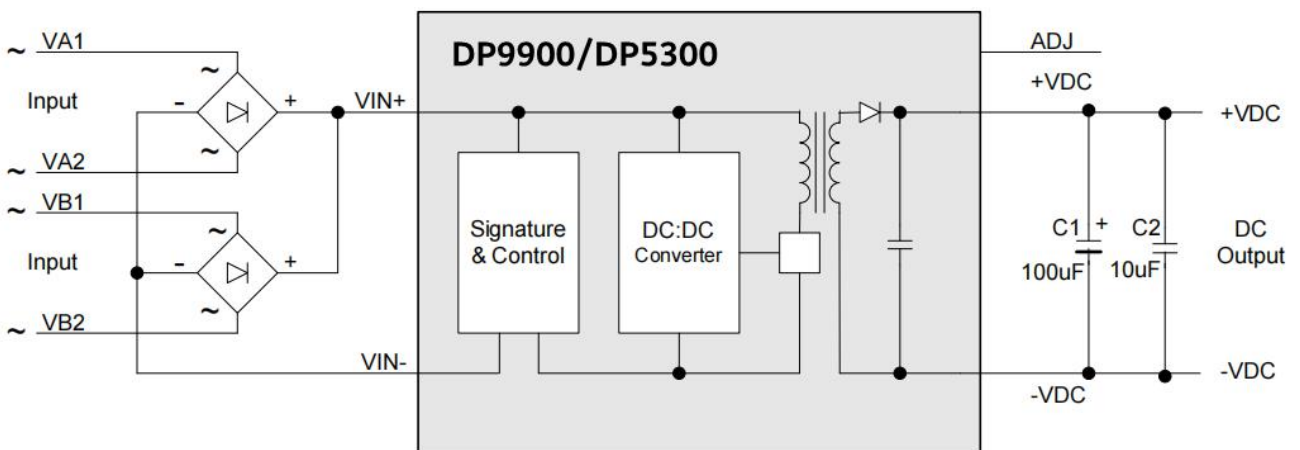 DP9900/DP5300
~ VA1
~
Input
- +
VIN+
~
~ VA2
~ VB1
~
Input
- +
~
~ VB2
VIN-
Signature
& Control
DC:DC
Converter
ADJ
+VDC
+VDC
C1 +
100uF
C2
10uF
DC
Output
-VDC
-VDC